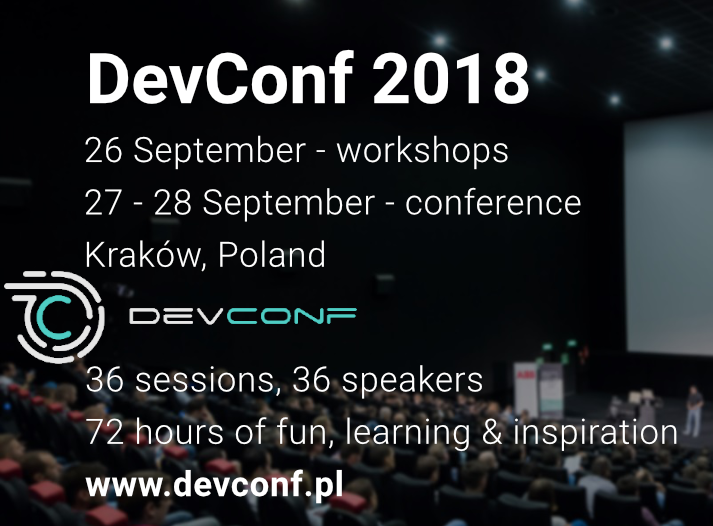 DevConf 2018
26 September - workshops
27 - 28 September - conference
Kraków, Poland
DEVCONF
36 sessions, 36 speakers
ABB
72 hours of fun, learning & inspiration
www.devconf.pl